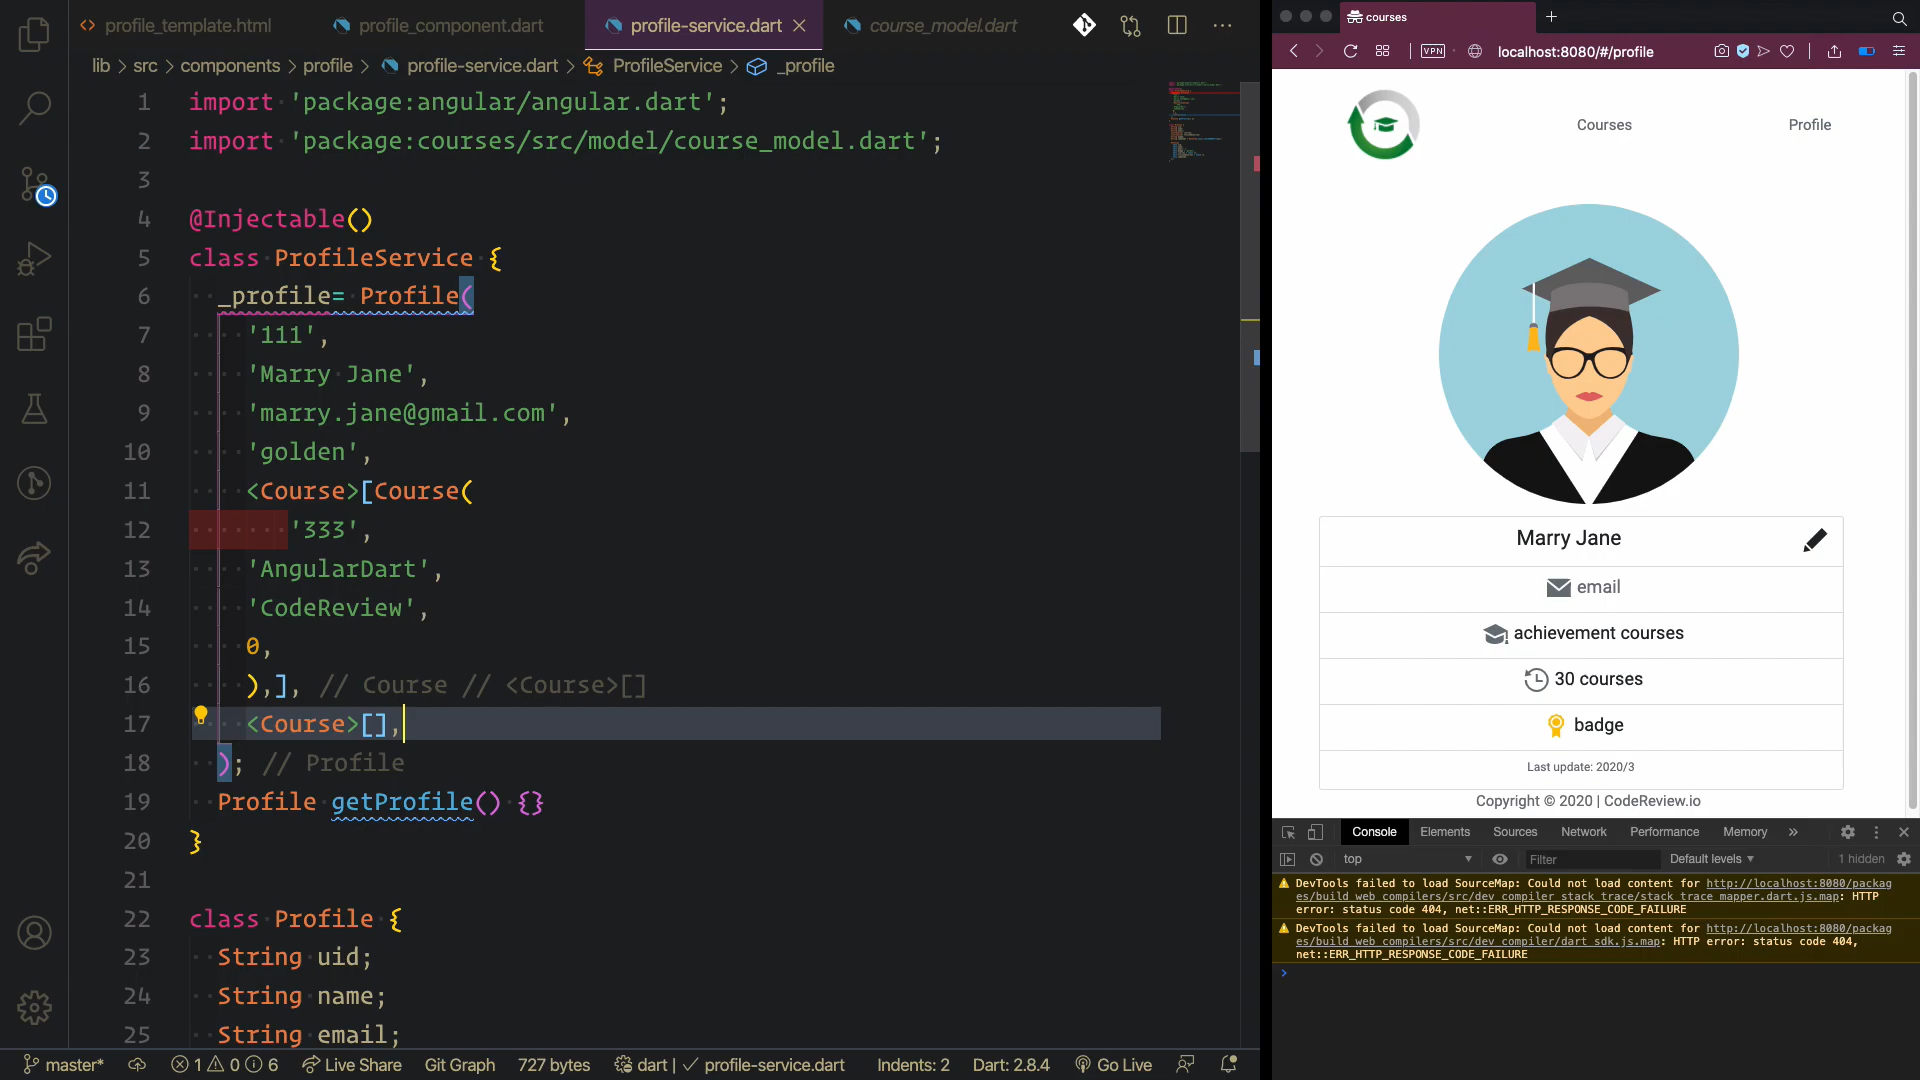 profile_template.html
profile_component.dart
profile-service.dart
course_model.dart
lib > src > components > profile > profile-service.dart > ProfileService > _profile
1 import 'package:angular/angular.dart';
2 import 'package:courses/src/model/course_model.dart';
3
4 @Injectable()
5 class ProfileService {
6 _profile= Profile(
7 '111',
8 'Marry Jane',
9 'marry.jane@gmail.com',
10 'golden',
11 <Course>[Course(
12 '333',
13 'AngularDart',
14 'CodeReview',
15 0,
16 ),], // Course // <Course>[]
17 <Course>[],
18 ); // Profile
19 Profile getProfile() {}
20 }
21
22 class Profile {
23 String uid;
24 String name;
25 String email;
master* 1 0 6 Live Share Git Graph 727 bytes dart | ✓ profile-service.dart Indents: 2 Dart: 2.8.4 Go Live
courses
VPN localhost:8080/#/profile
Courses Profile
Marry Jane
email
achievement courses
30 courses
badge
Last update: 2020/3
Copyright © 2020 | CodeReview.io
Console Elements Sources Network Performance Memory »
top Filter Default levels 1 hidden
DevTools failed to load SourceMap: Could not load content for http://localhost:8080/packag
es/build_web_compilers/src/dev_compiler_stack_trace/stack_trace_mapper.dart.js.map: HTTP
error: status code 404, net::ERR_HTTP_RESPONSE_CODE_FAILURE
DevTools failed to load SourceMap: Could not load content for http://localhost:8080/packag
es/build_web_compilers/src/dev_compiler/dart_sdk.js.map: HTTP error: status code 404,
net::ERR_HTTP_RESPONSE_CODE_FAILURE